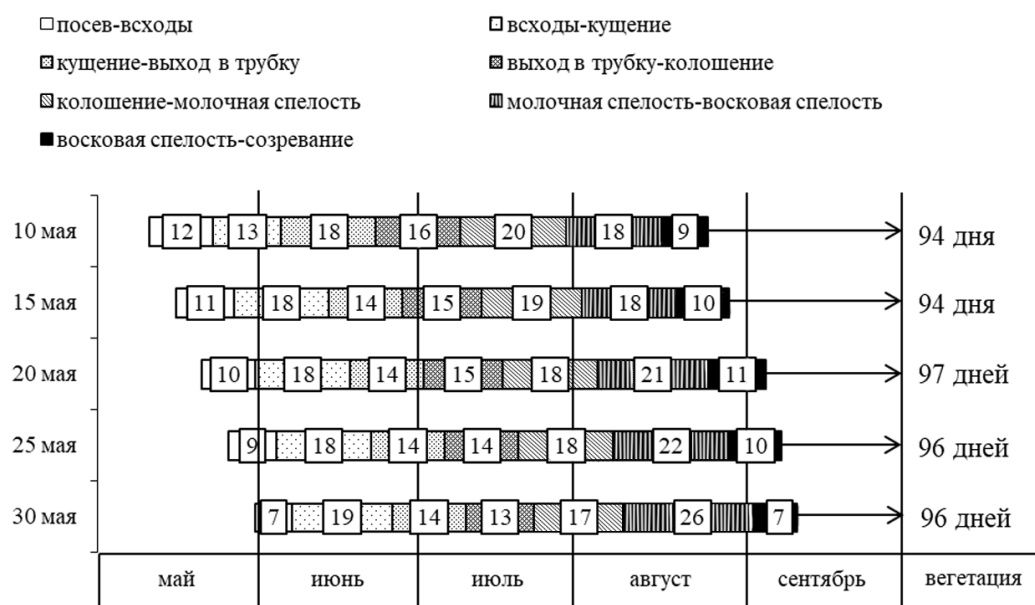 посев-всходы всходы-кущение
кущение-выход в трубку выход в трубку-колошение
колошение-молочная спелость молочная спелость-восковая спелость
восковая спелость-созревание
10 мая 12 13 18 16 20 18 9 94 дня
15 мая 11 18 14 15 19 18 10 94 дня
20 мая 10 18 14 15 18 21 11 97 дней
25 мая 9 18 14 14 18 22 10 96 дней
30 мая 7 19 14 13 17 26 7 96 дней
май июнь июль август сентябрь вегетация